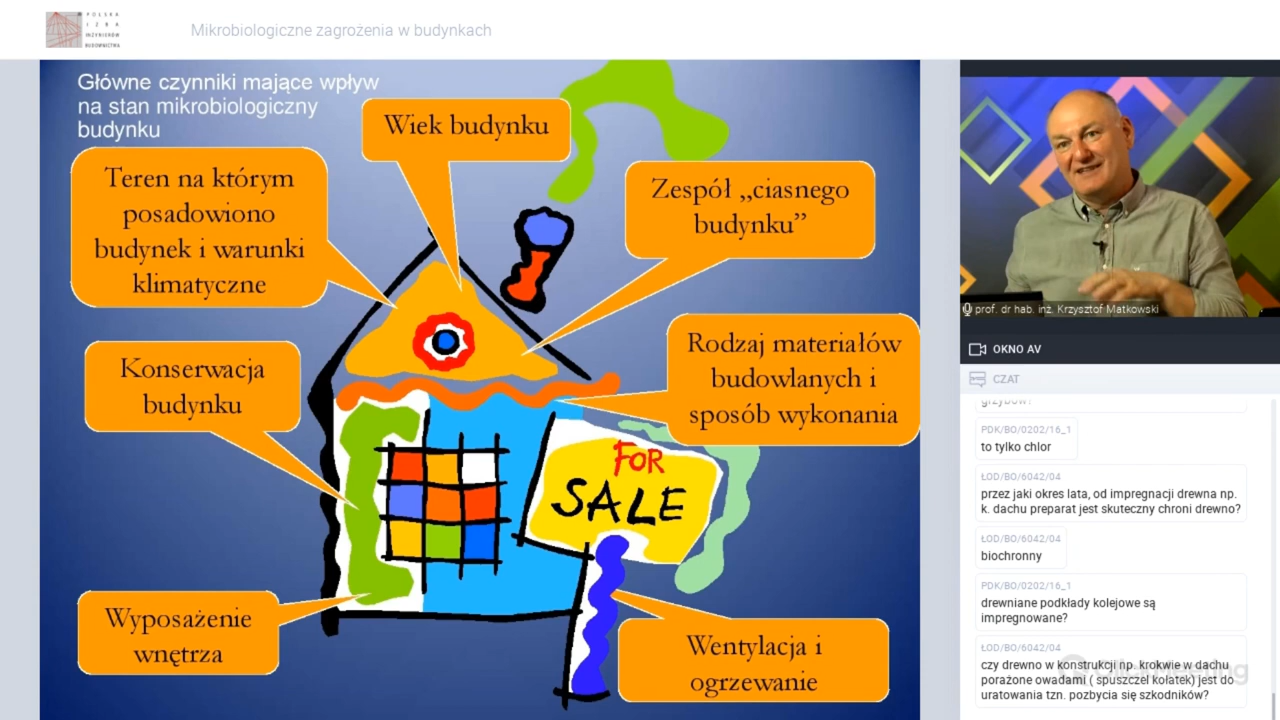 POLSKA
IZBA
INŻYNIERÓW
BUDOWNICTWA
Mikrobiologiczne zagrożenia w budynkach
Główne czynniki mające wpływ
na stan mikrobiologiczny
budynku
Wiek budynku
Teren na którym
posadowiono
budynek i warunki
klimatyczne
Zespół „ciasnego
budynku”
Konserwacja
budynku
Rodzaj materiałów
budowlanych i
sposób wykonania
FOR
SALE
Wyposażenie
wnętrza
Wentylacja i
ogrzewanie
prof. dr hab. inż. Krzysztof Matkowski
OKNO AV
CZAT
grzybów?
PDK/BO/0202/16_1
to tylko chlor
ŁOD/BO/6042/04
przez jaki okres lata, od impregnacji drewna np.
k. dachu preparat jest skuteczny chroni drewno?
ŁOD/BO/6042/04
biochronny
PDK/BO/0202/16_1
drewniane podkłady kolejowe są
impregnowane?
ŁOD/BO/6042/04
czy drewno w konstrukcji np. krokwie w dachu
porażone owadami ( spuszczel kołatek) jest do
uratowania tzn. pozbycia się szkodników?